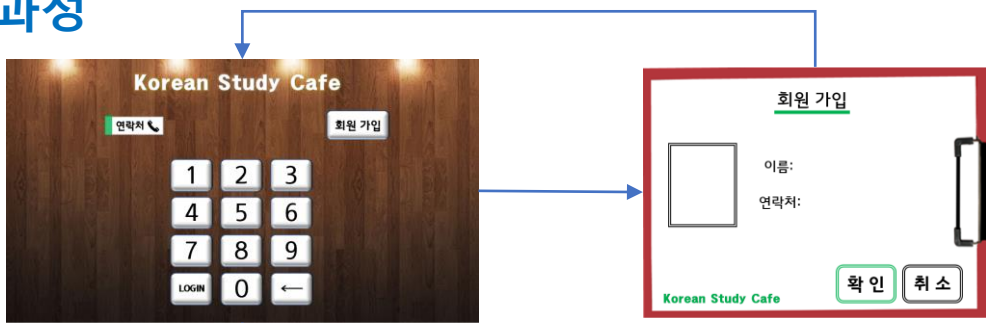 과정
Korean Study Cafe
연락처
회원 가입
1 2 3
4 5 6
7 8 9
LOGIN 0 ←
회원 가입
이름:
연락처:
확 인 취 소
Korean Study Cafe